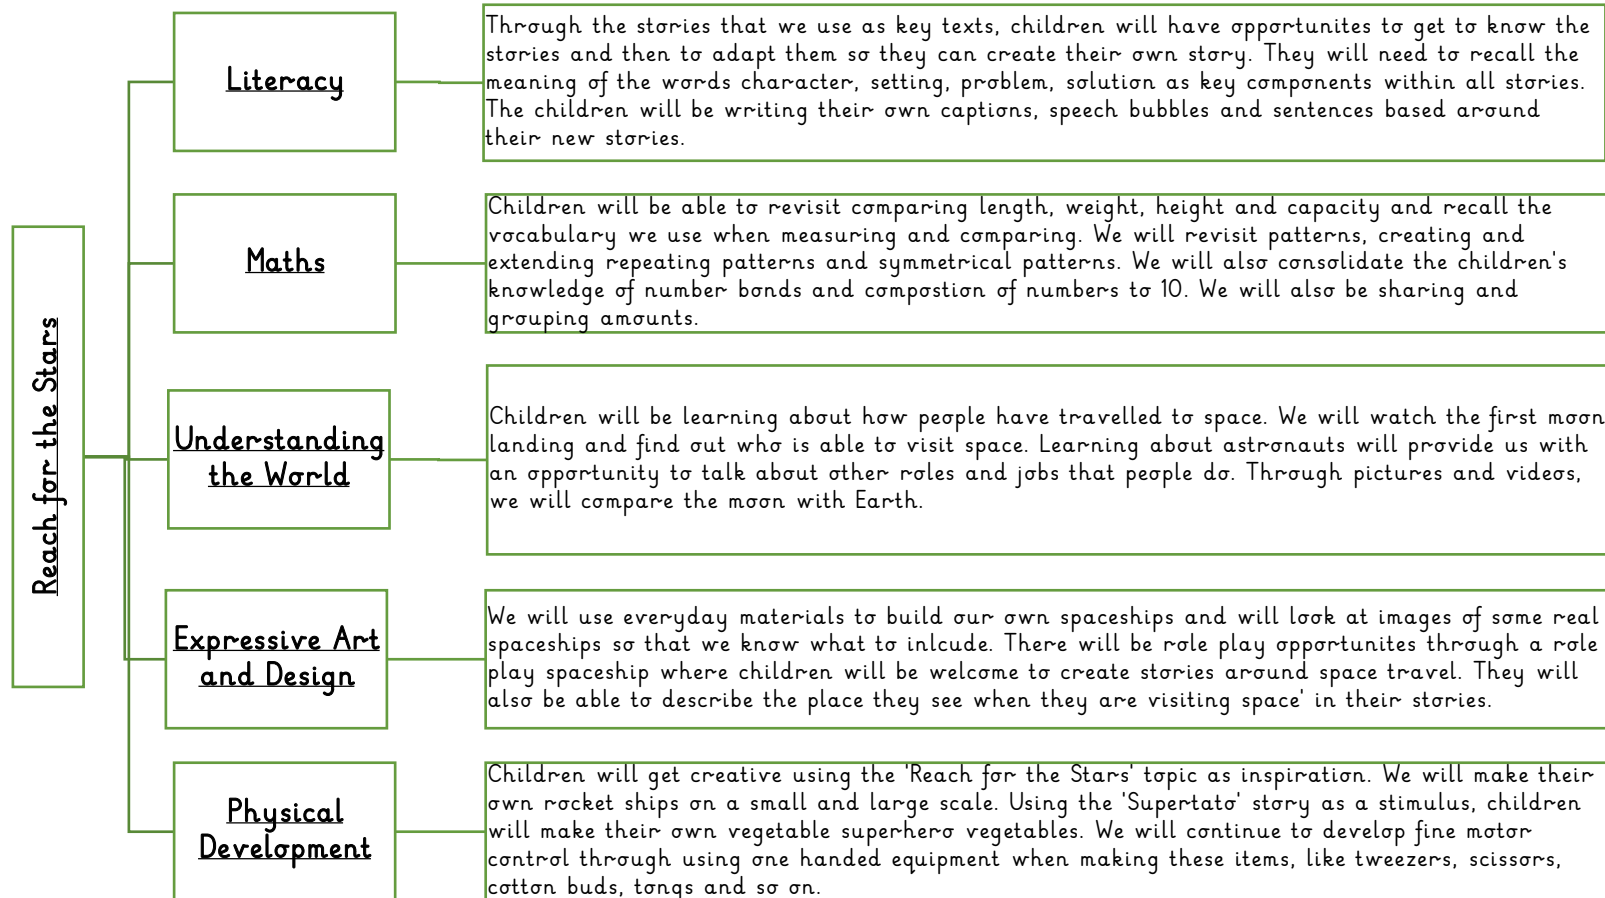 Reach for the Stars
Literacy
Through the stories that we use as key texts, children will have opportunites to get to know the
stories and then to adapt them so they can create their own story. They will need to recall the
meaning of the words character, setting, problem, solution as key components within all stories.
The children will be writing their own captions, speech bubbles and sentences based around
their new stories.
Maths
Children will be able to revisit comparing length, weight, height and capacity and recall the
vocabulary we use when measuring and comparing. We will revisit patterns, creating and
extending repeating patterns and symmetrical patterns. We will also consolidate the children's
knowledge of number bonds and compostion of numbers to 10. We will also be sharing and
grouping amounts.
Understanding
the World
Children will be learning about how people have travelled to space. We will watch the first moon
landing and find out who is able to visit space. Learning about astronauts will provide us with
an opportunity to talk about other roles and jobs that people do. Through pictures and videos,
we will compare the moon with Earth.
Expressive Art
and Design
We will use everyday materials to build our own spaceships and will look at images of some real
spaceships so that we know what to inlcude. There will be role play opportunites through a role
play spaceship where children will be welcome to create stories around space travel. They will
also be able to describe the place they see when they are visiting space' in their stories.
Physical
Development
Children will get creative using the 'Reach for the Stars' topic as inspiration. We will make their
own rocket ships on a small and large scale. Using the 'Supertato' story as a stimulus, children
will make their own vegetable superhero vegetables. We will continue to develop fine motor
control through using one handed equipment when making these items, like tweezers, scissors,
cotton buds, tongs and so on.